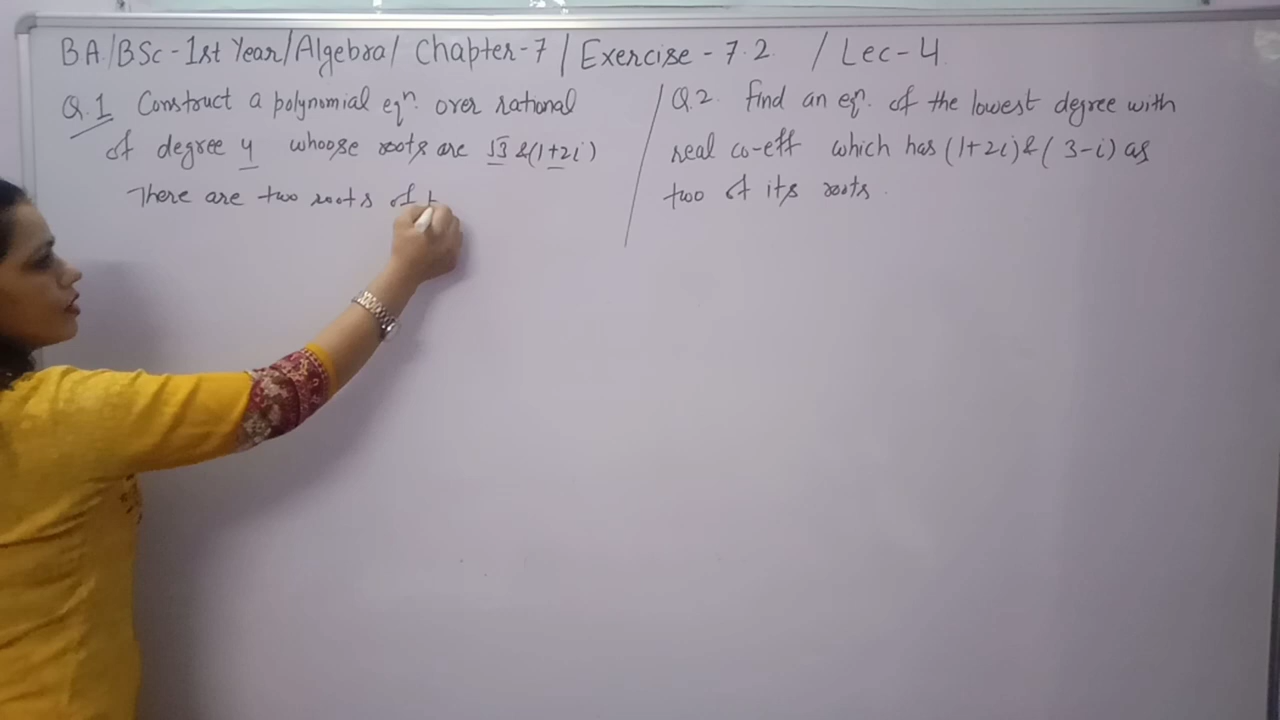 B.A./BSc-1st Year/Algebra/ Chapter-7 / Exercise-7.2 / Lec-4
Q.1 Construct a polynomial eqn. over rational
of degree 4 whoose roots are √3 & (1+2i)
There are two roots of t
Q.2. Find an eqn. of the lowest degree with
real co-eff which has (1+2i) & (3-i) as
two of its roots.